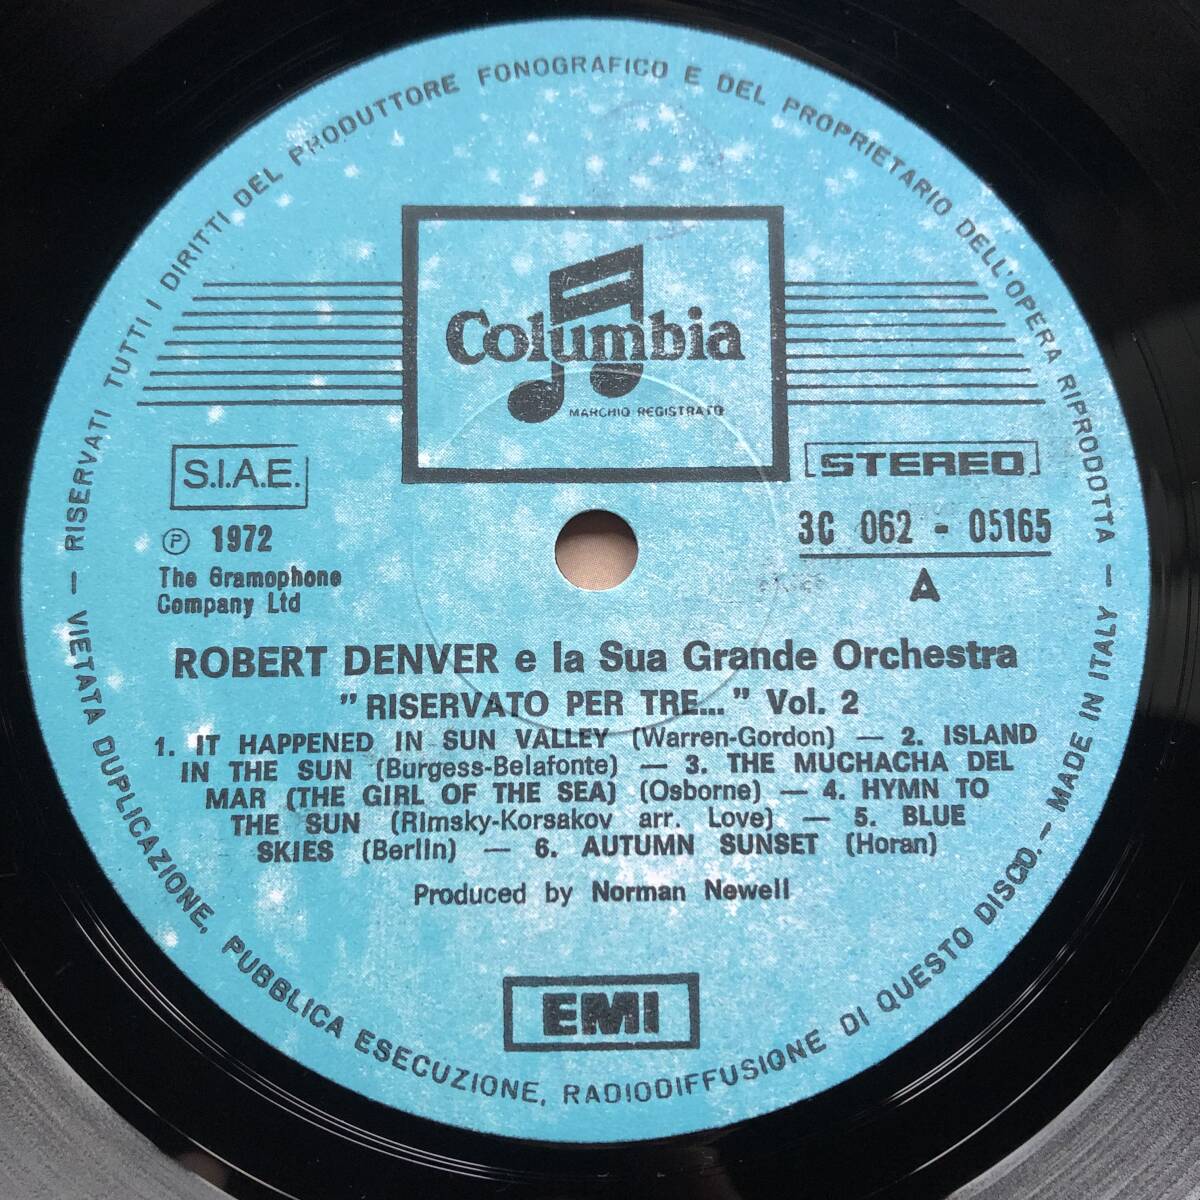 RISERVATI TUTTI I DIRITTI DEL PRODUTTORE FONOGRAFICO E DEL PROPRIETARIO DELL'OPERA RIPRODOTTA — MADE IN ITALY —
Columbia
MARCHIO REGISTRATO
S.I.A.E.
[STEREO]
℗ 1972
The Gramophone
Company Ltd
3C 062 - 05165
A
ROBERT DENVER e la Sua Grande Orchestra
"RISERVATO PER TRE..." Vol. 2
1. IT HAPPENED IN SUN VALLEY (Warren-Gordon) — 2. ISLAND
IN THE SUN (Burgess-Belafonte) — 3. THE MUCHACHA DEL
MAR (THE GIRL OF THE SEA) (Osborne) — 4. HYMN TO
THE SUN (Rimsky-Korsakov arr. Love) — 5. BLUE
SKIES (Berlin) — 6. AUTUMN SUNSET (Horan)
Produced by Norman Newell
EMI
— VIETATA DUPLICAZIONE, PUBBLICA ESECUZIONE, RADIODIFFUSIONE DI QUESTO DISCO. —